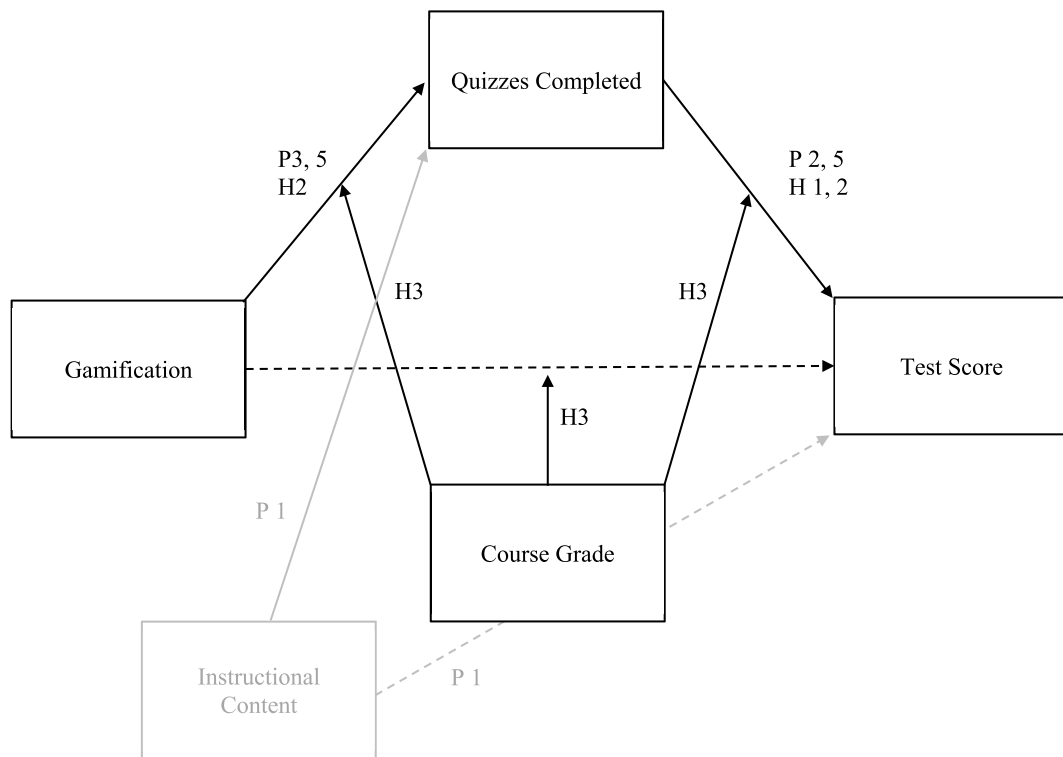 Quizzes Completed
P3, 5
H2
P 2, 5
H 1, 2
H3
H3
Gamification
Test Score
H3
P 1
Course Grade
Instructional
Content
P 1